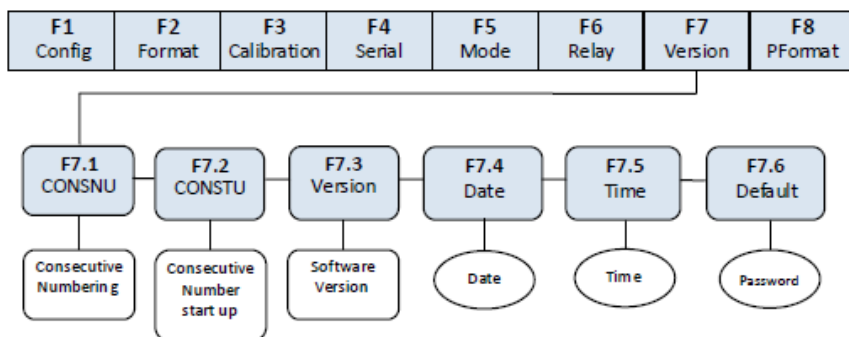 F1 F2 F3 F4 F5 F6 F7 F8
Config Format Calibration Serial Mode Relay Version PFormat
F7.1 F7.2 F7.3 F7.4 F7.5 F7.6
CONSNU CONSTU Version Date Time Default
Consecutive Numbering
Consecutive Number start up
Software Version
Date
Time
Password